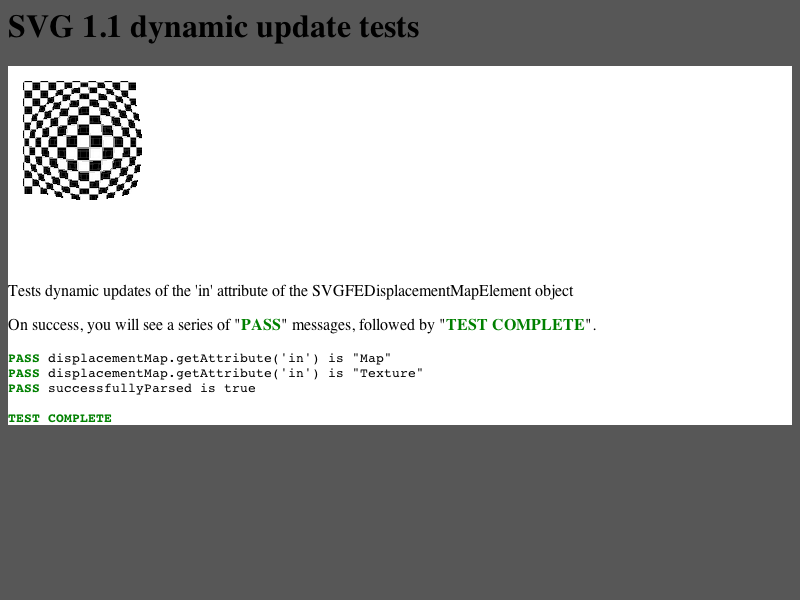 SVG 1.1 dynamic update tests
Tests dynamic updates of the 'in' attribute of the SVGFEDisplacementMapElement object
On success, you will see a series of "PASS" messages, followed by "TEST COMPLETE".
PASS displacementMap.getAttribute('in') is "Map"
PASS displacementMap.getAttribute('in') is "Texture"
PASS successfullyParsed is true
TEST COMPLETE